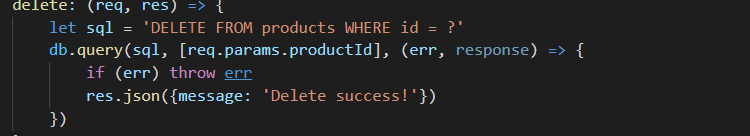 delete: (req, res) => {
let sql = 'DELETE FROM products WHERE id = ?'
db.query(sql, [req.params.productId], (err, response) => {
if (err) throw err
res.json({message: 'Delete success!'})
})